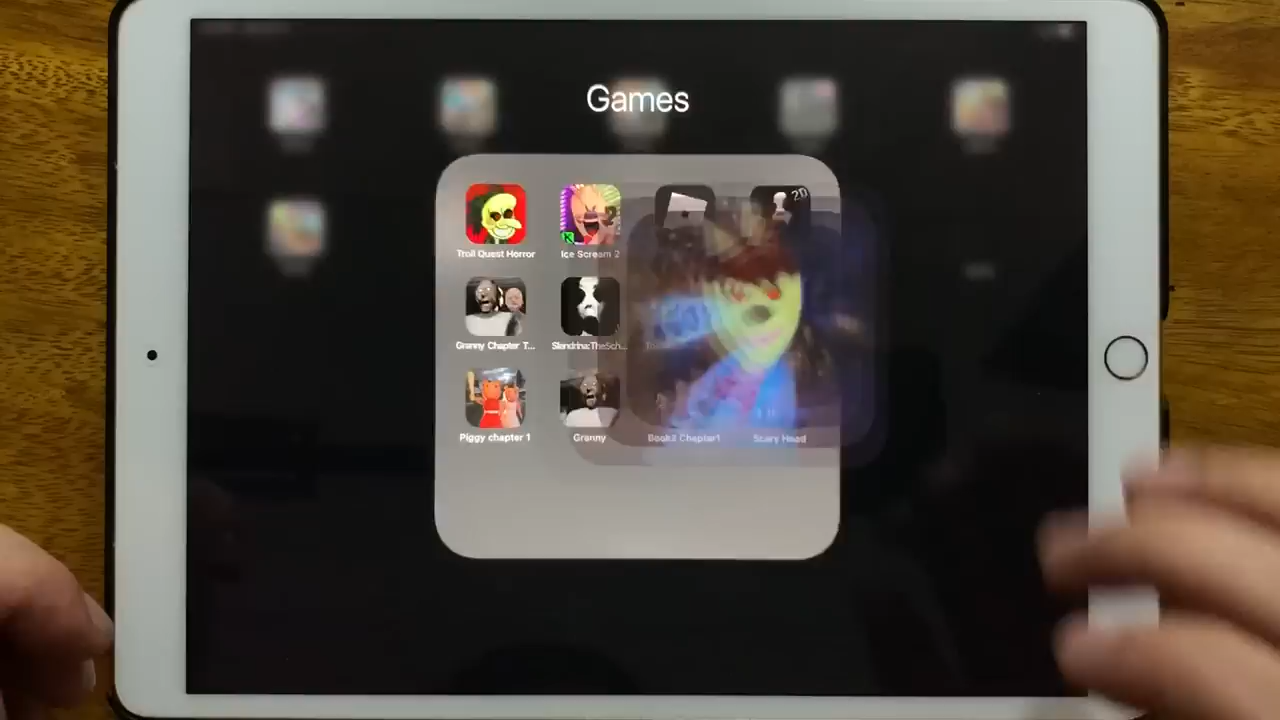 Games
2D
Troll Quest Horror
Ice Scream 2
Granny Chapter T...
Slendrina:TheSch...
Piggy chapter 1
Granny
Book2 Chapter1
Scary Head